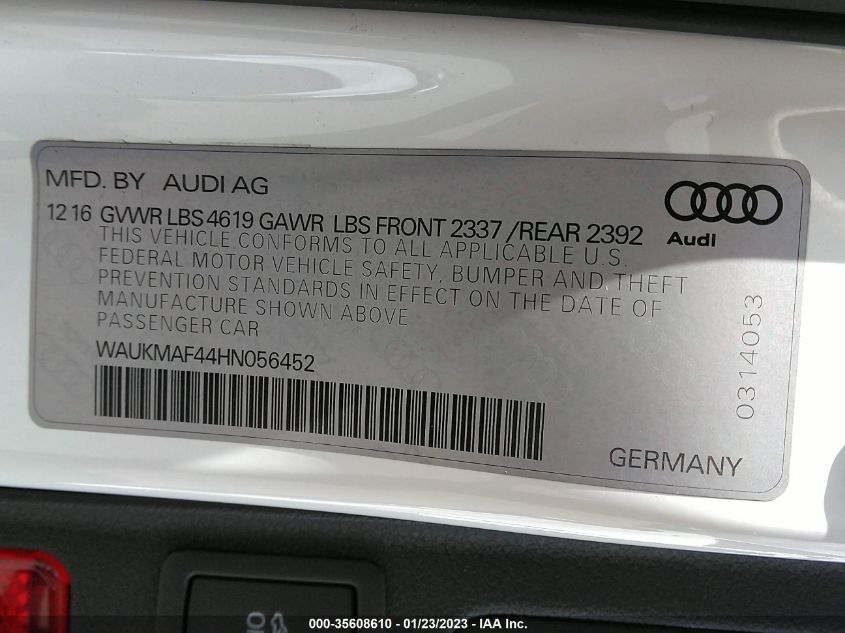 MFD. BY AUDI AG
12 16 GVWR LBS 4619 GAWR LBS FRONT 2337 /REAR 2392
THIS VEHICLE CONFORMS TO ALL APPLICABLE U.S.
FEDERAL MOTOR VEHICLE SAFETY, BUMPER AND THEFT
PREVENTION STANDARDS IN EFFECT ON THE DATE OF
MANUFACTURE SHOWN ABOVE
PASSENGER CAR
WAUKMAF44HN056452
Audi
0314053
GERMANY
000-35608610 - 01/23/2023 - IAA Inc.